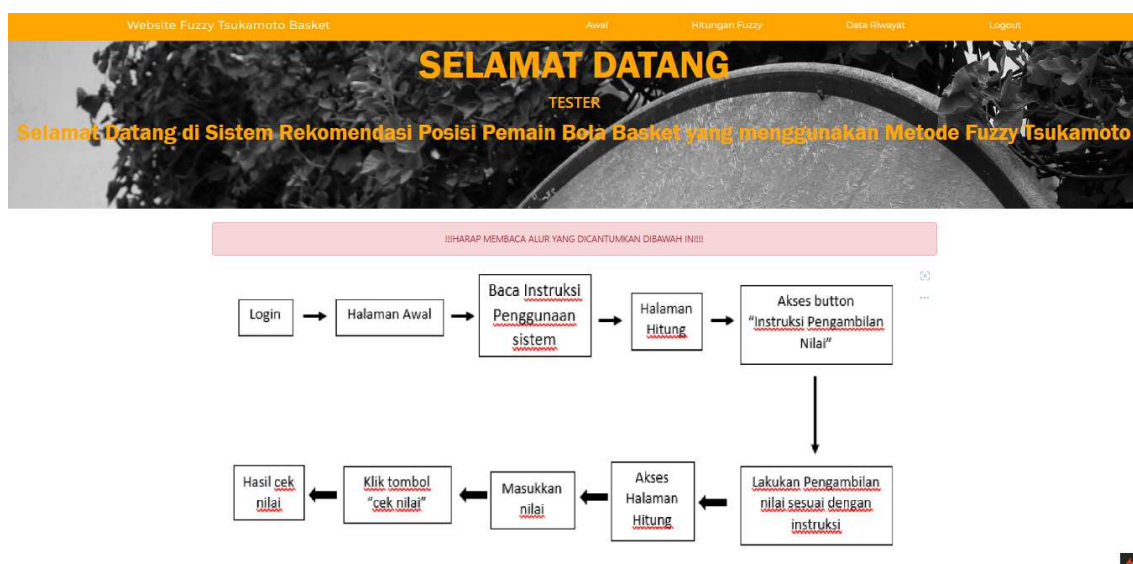 Website Fuzzy Tsukamoto Basket
Awal
Hitungan Fuzzy
Data Riwayat
Logout
SELAMAT DATANG
TESTER
Selamat Datang di Sistem Rekomendasi Posisi Pemain Bola Basket yang menggunakan Metode Fuzzy Tsukamoto
!!!HARAP MEMBACA ALUR YANG DICANTUMKAN DIBAWAH INI!!!
Login
Halaman Awal
Baca Instruksi
Penggunaan
sistem
Halaman
Hitung
Akses button
“Instruksi Pengambilan
Nilai”
Lakukan Pengambilan
nilai sesuai dengan
instruksi
Akses
Halaman
Hitung
Masukkan
nilai
Klik tombol
“cek nilai”
Hasil cek
nilai